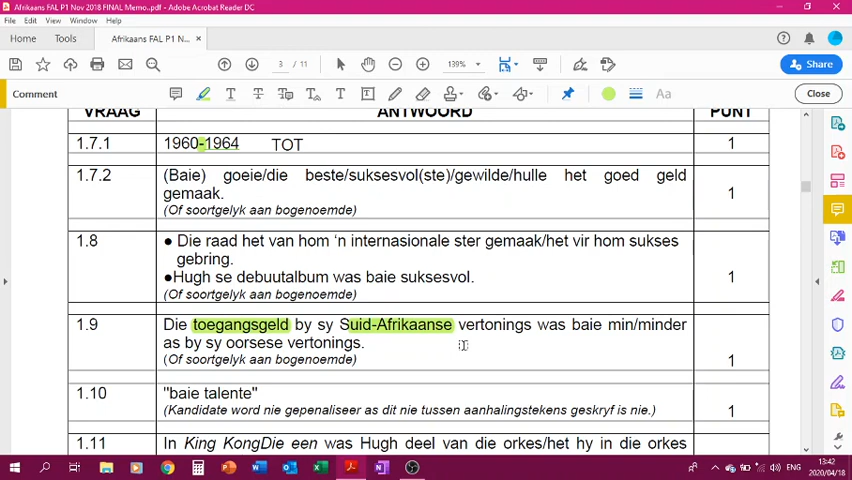 Afrikaans FAL P1 Nov 2018 FINAL Memo..pdf - Adobe Acrobat Reader DC
File Edit View Window Help
Home Tools Afrikaans FAL P1 N... × Share
3 / 11 139%
Comment Aa Close
VRAAG ANTWOORD PUNT
1.7.1 1960-1964 TOT 1
1.7.2 (Baie) goeie/die beste/suksesvol(ste)/gewilde/hulle het goed geld
gemaak. 1
(Of soortgelyk aan bogenoemde)
1.8 ● Die raad het van hom 'n internasionale ster gemaak/het vir hom sukses
gebring.
●Hugh se debuutalbum was baie suksesvol. 1
(Of soortgelyk aan bogenoemde)
1.9 Die toegangsgeld by sy Suid-Afrikaanse vertonings was baie min/minder
as by sy oorsese vertonings.
(Of soortgelyk aan bogenoemde) 1
1.10 "baie talente"
(Kandidate word nie gepenaliseer as dit nie tussen aanhalingstekens geskryf is nie.) 1
1.11 In King KongDie een was Hugh deel van die orkes/het hy in die orkes
ENG 13:42
2020/04/18